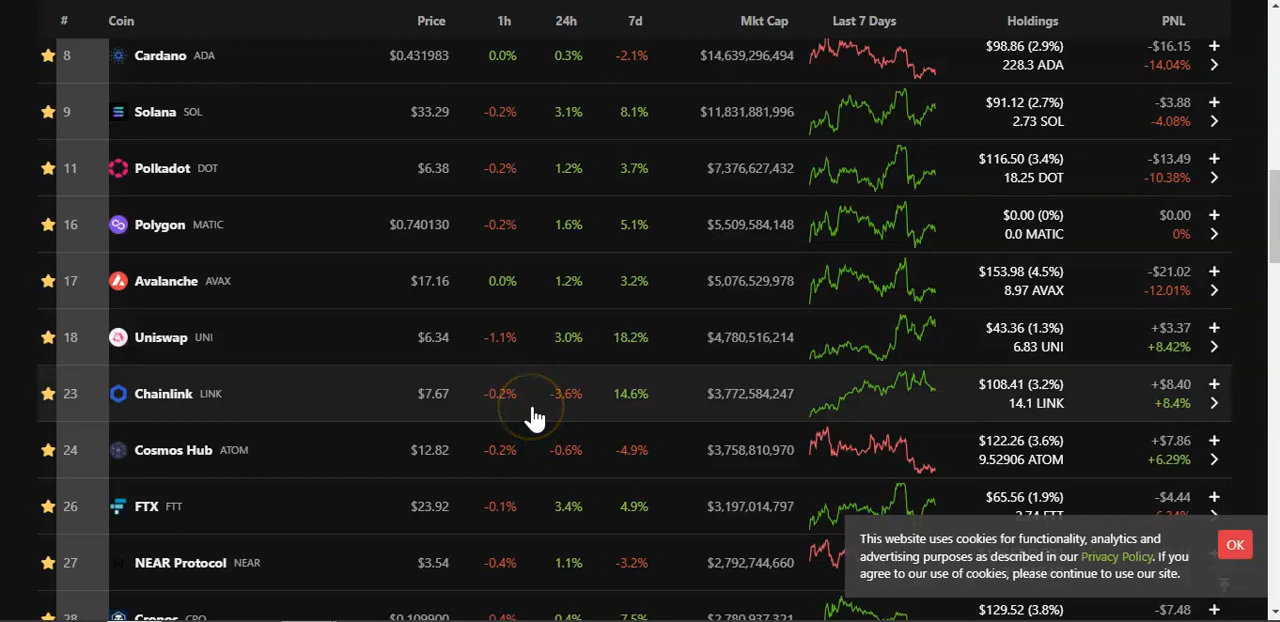 # Coin Price 1h 24h 7d Mkt Cap Last 7 Days Holdings PNL
8 Cardano ADA $0.431983 0.0% 0.3% -2.1% $14,639,296,494 $98.86 (2.9%) -$16.15
228.3 ADA -14.04%
9 Solana SOL $33.29 -0.2% 3.1% 8.1% $11,831,881,996 $91.12 (2.7%) -$3.88
2.73 SOL -4.08%
11 Polkadot DOT $6.38 -0.2% 1.2% 3.7% $7,376,627,432 $116.50 (3.4%) -$13.49
18.25 DOT -10.38%
16 Polygon MATIC $0.740130 -0.2% 1.6% 5.1% $5,509,584,148 $0.00 (0%) $0.00
0.0 MATIC 0%
17 Avalanche AVAX $17.16 0.0% 1.2% 3.2% $5,076,529,978 $153.98 (4.5%) -$21.02
8.97 AVAX -12.01%
18 Uniswap UNI $6.34 -1.1% 3.0% 18.2% $4,780,516,214 $43.36 (1.3%) +$3.37
6.83 UNI +8.42%
23 Chainlink LINK $7.67 -0.2% -3.6% 14.6% $3,772,584,247 $108.41 (3.2%) +$8.40
14.1 LINK +8.4%
24 Cosmos Hub ATOM $12.82 -0.2% -0.6% -4.9% $3,758,810,970 $122.26 (3.6%) +$7.86
9.52906 ATOM +6.29%
26 FTX FTT $23.92 -0.1% 3.4% 4.9% $3,197,014,797 $65.56 (1.9%) -$4.44
27 NEAR Protocol NEAR $3.54 -0.4% 1.1% -3.2% $2,792,744,660
This website uses cookies for functionality, analytics and
advertising purposes as described in our Privacy Policy. If you
agree to our use of cookies, please continue to use our site.
OK
28 Cronos CRO $0.109900 -0.4% 0.4% 7.5% $2,780,937,321 $129.52 (3.8%) -$7.48